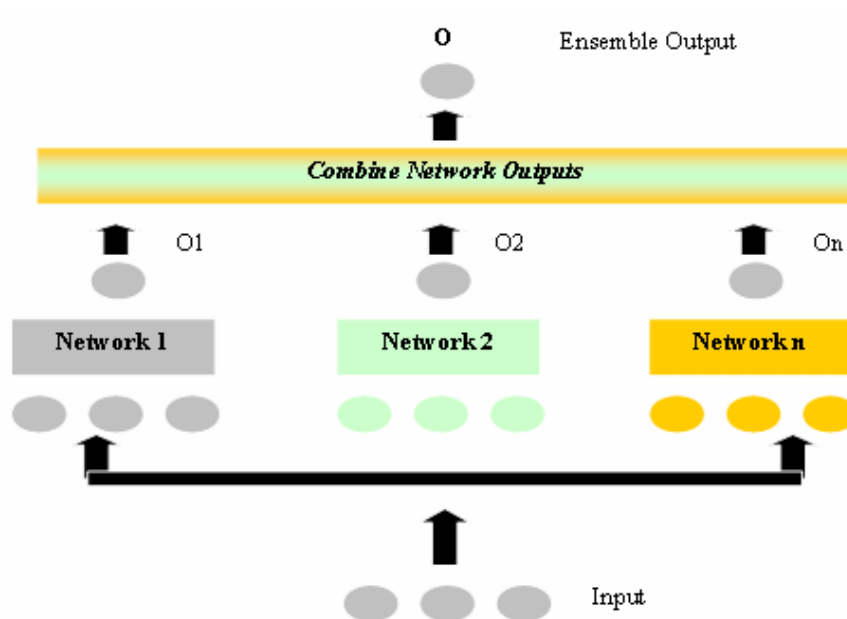 O
Ensemble Output
Combine Network Outputs
O1
O2
On
Network 1
Network 2
Network n
Input